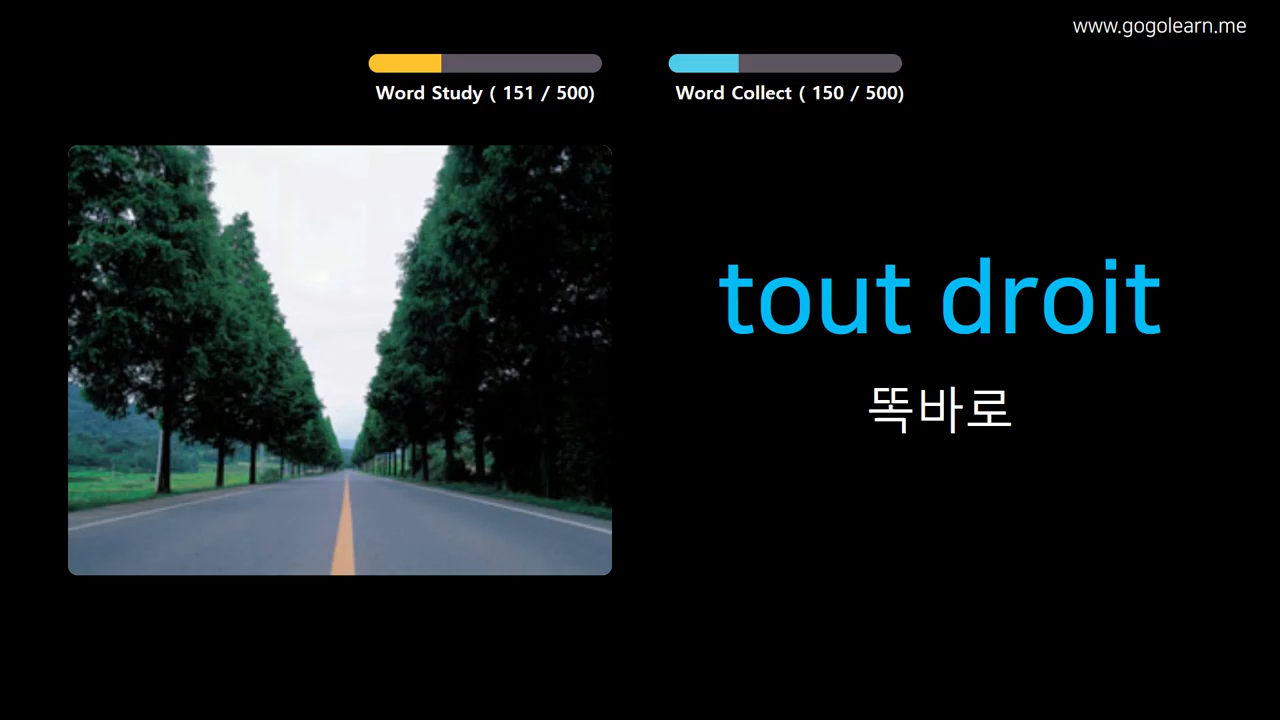 www.gogolearn.me
Word Study ( 151 / 500)
Word Collect ( 150 / 500)
tout droit
똑바로